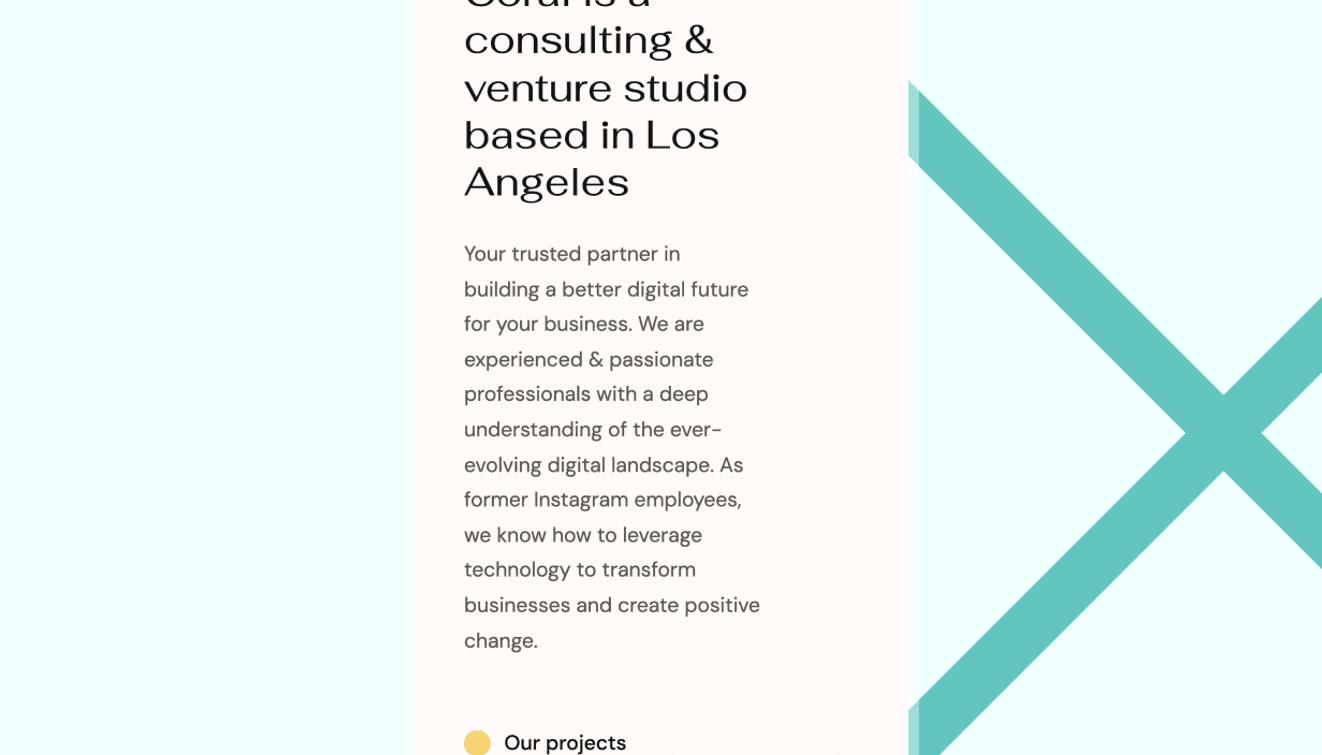 Coral is a
consulting &
venture studio
based in Los
Angeles
Your trusted partner in
building a better digital future
for your business. We are
experienced & passionate
professionals with a deep
understanding of the ever-
evolving digital landscape. As
former Instagram employees,
we know how to leverage
technology to transform
businesses and create positive
change.
Our projects